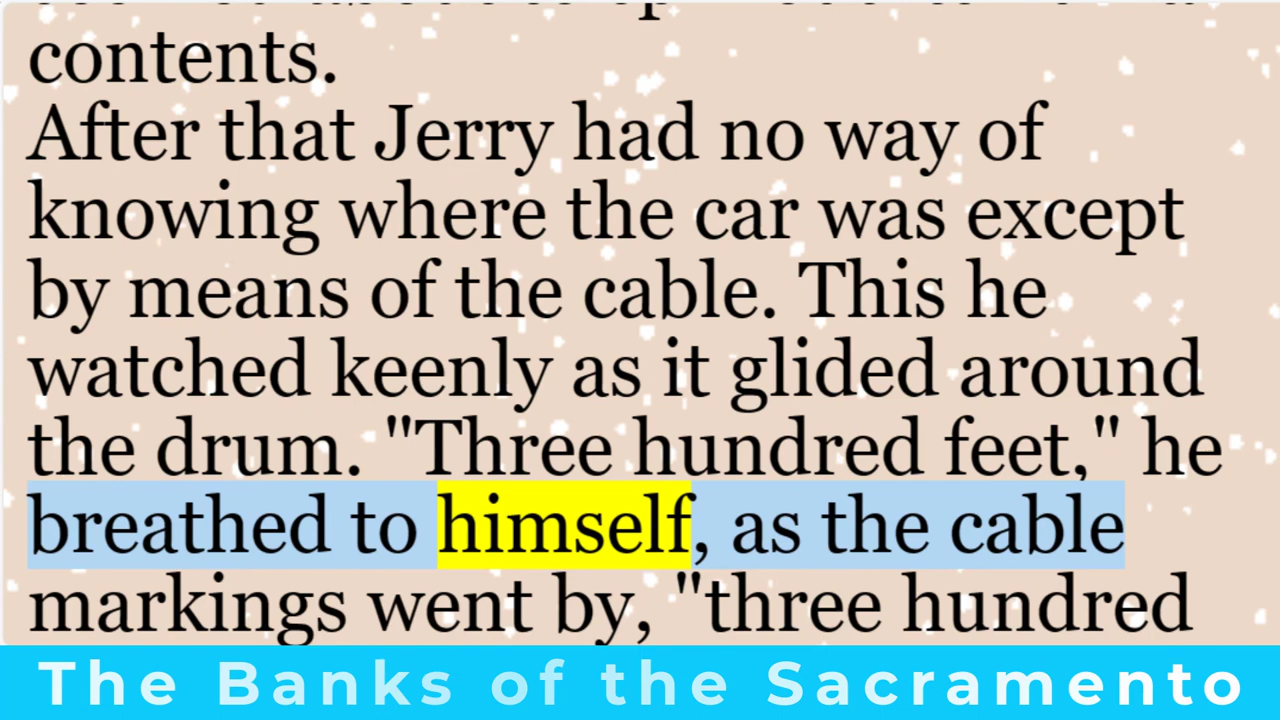 contents.
After that Jerry had no way of
knowing where the car was except
by means of the cable. This he
watched keenly as it glided around
the drum. "Three hundred feet," he
breathed to himself, as the cable
markings went by, "three hundred
The Banks of the Sacramento